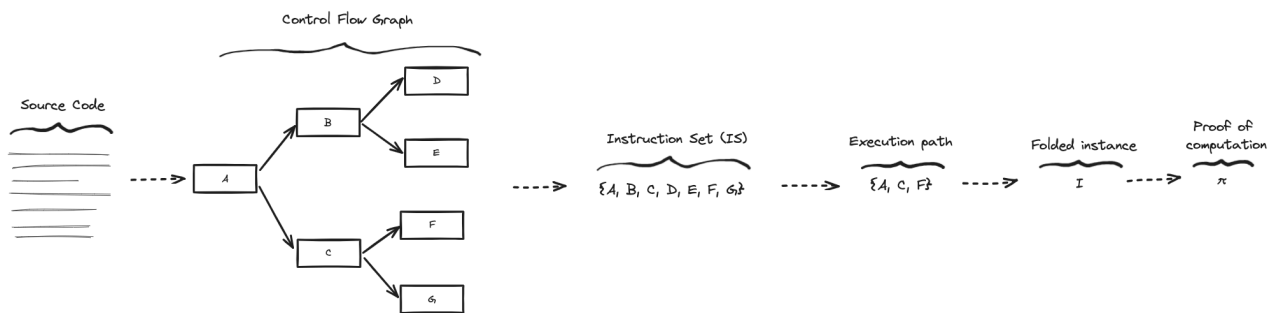 Control Flow Graph
Source Code
A
B
C
D
E
F
G
Instruction Set (IS)
{A, B, C, D, E, F, G}
Execution path
{A, C, F}
Folded instance
I
Proof of
computation
π